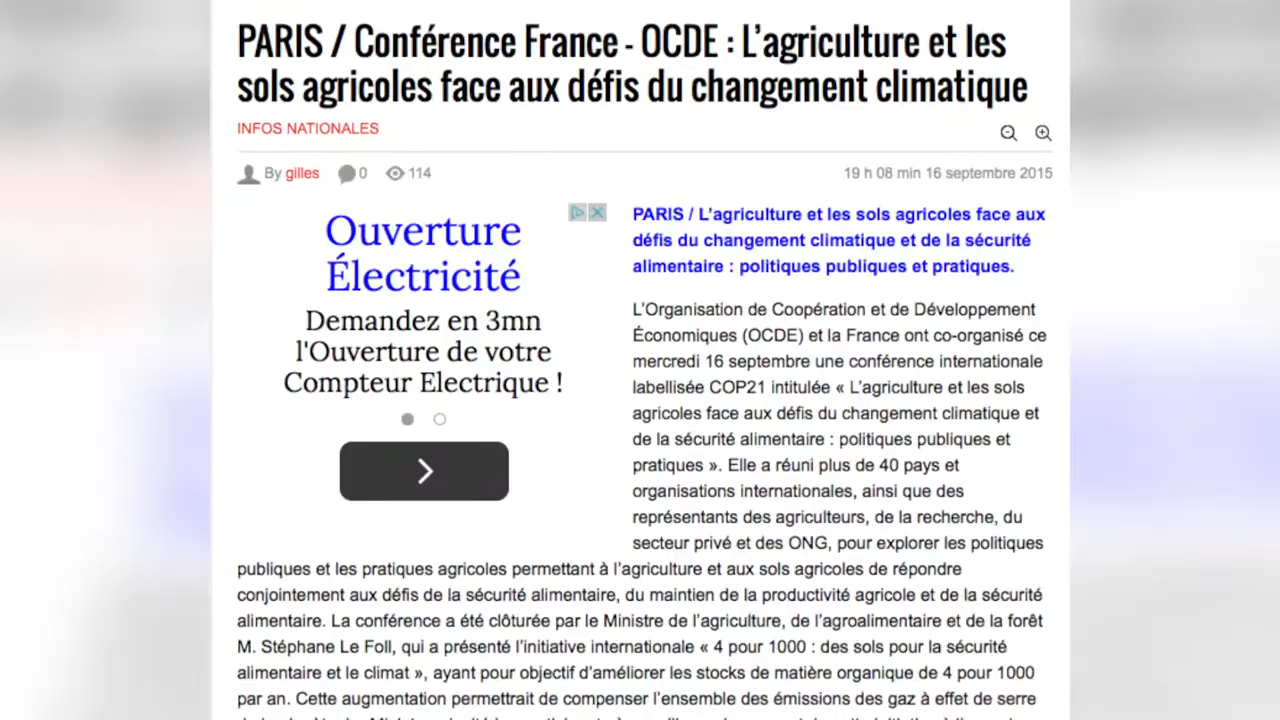 PARIS / Conférence France - OCDE : L’agriculture et les
sols agricoles face aux défis du changement climatique
INFOS NATIONALES
By gilles 0 114
19 h 08 min 16 septembre 2015
Ouverture
Électricité
Demandez en 3mn
l'Ouverture de votre
Compteur Electrique !
PARIS / L’agriculture et les sols agricoles face aux
défis du changement climatique et de la sécurité
alimentaire : politiques publiques et pratiques.
L’Organisation de Coopération et de Développement
Économiques (OCDE) et la France ont co-organisé ce
mercredi 16 septembre une conférence internationale
labellisée COP21 intitulée « L’agriculture et les sols
agricoles face aux défis du changement climatique et
de la sécurité alimentaire : politiques publiques et
pratiques ». Elle a réuni plus de 40 pays et
organisations internationales, ainsi que des
représentants des agriculteurs, de la recherche, du
secteur privé et des ONG, pour explorer les politiques
publiques et les pratiques agricoles permettant à l’agriculture et aux sols agricoles de répondre
conjointement aux défis de la sécurité alimentaire, du maintien de la productivité agricole et de la sécurité
alimentaire. La conférence a été clôturée par le Ministre de l’agriculture, de l’agroalimentaire et de la forêt
M. Stéphane Le Foll, qui a présenté l’initiative internationale « 4 pour 1000 : des sols pour la sécurité
alimentaire et le climat », ayant pour objectif d’améliorer les stocks de matière organique de 4 pour 1000
par an. Cette augmentation permettrait de compenser l’ensemble des émissions des gaz à effet de serre